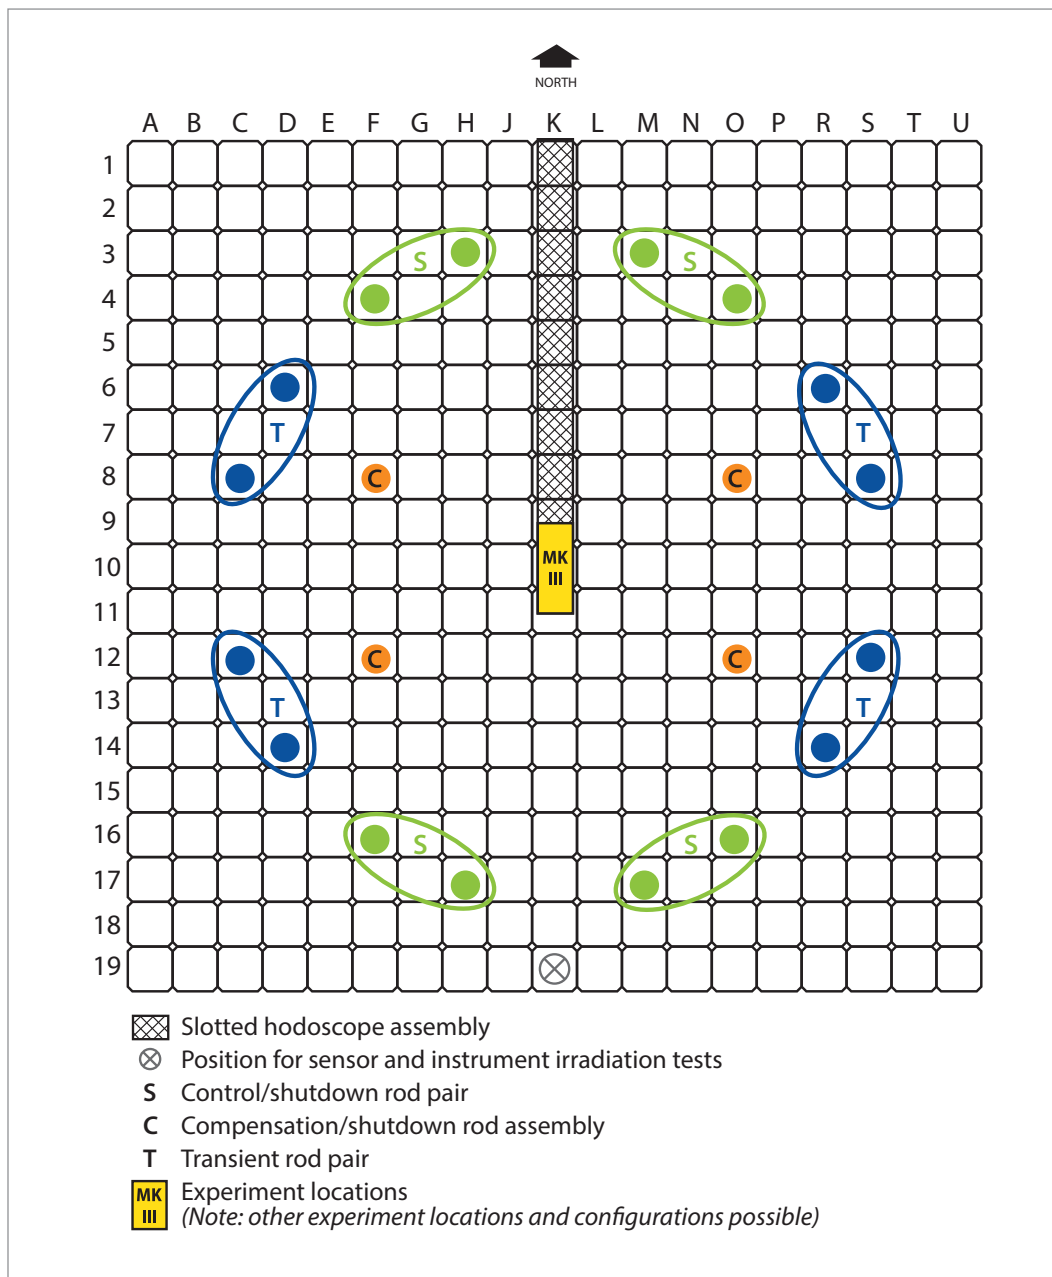 NORTH
A B C D E F G H J K L M N O P R S T U
1
2
3
S S
4
5
6
7
T T
8
C C
9
10
MK
III
11
12
C C
13
T T
14
15
16
S S
17
18
19
Slotted hodoscope assembly
Position for sensor and instrument irradiation tests
S Control/shutdown rod pair
C Compensation/shutdown rod assembly
T Transient rod pair
MK
III
Experiment locations
(Note: other experiment locations and configurations possible)